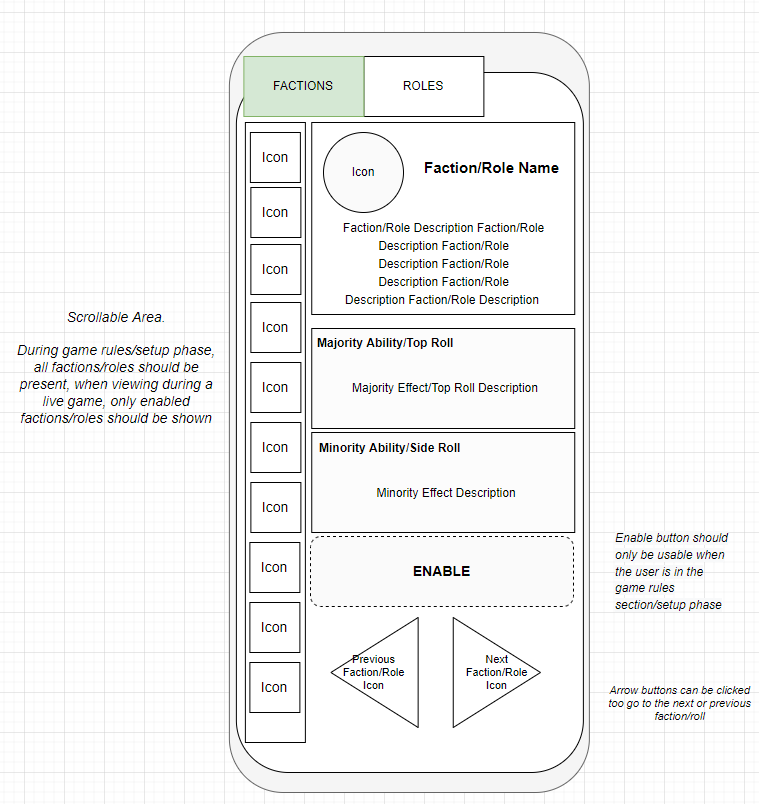 FACTIONS
ROLES
Icon
Icon
Icon
Icon
Icon
Icon
Icon
Icon
Icon
Icon
Icon
Faction/Role Name
Faction/Role Description Faction/Role
Description Faction/Role
Description Faction/Role
Description Faction/Role
Description Faction/Role Description
Majority Ability/Top Roll
Majority Effect/Top Roll Description
Minority Ability/Side Roll
Minority Effect Description
ENABLE
Previous
Faction/Role
Icon
Next
Faction/Role
Icon
Scrollable Area.
During game rules/setup phase,
all factions/roles should be
present, when viewing during a
live game, only enabled
factions/roles should be shown
Enable button should
only be usable when
the user is in the
game rules
section/setup phase
Arrow buttons can be clicked
too go to the next or previous
faction/roll